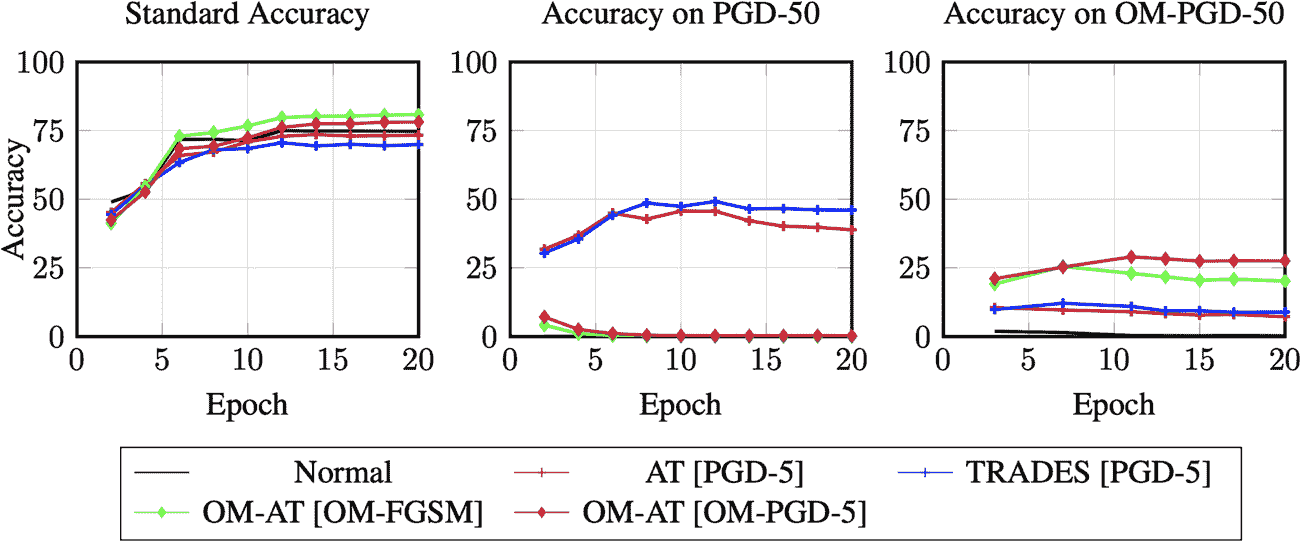 Standard Accuracy
Accuracy on PGD-50
Accuracy on OM-PGD-50
Accuracy
100
75
50
25
0
0 5 10 15 20
Epoch
100
75
50
25
0
0 5 10 15 20
Epoch
100
75
50
25
0
0 5 10 15 20
Epoch
Normal AT [PGD-5] TRADES [PGD-5]
OM-AT [OM-FGSM] OM-AT [OM-PGD-5]